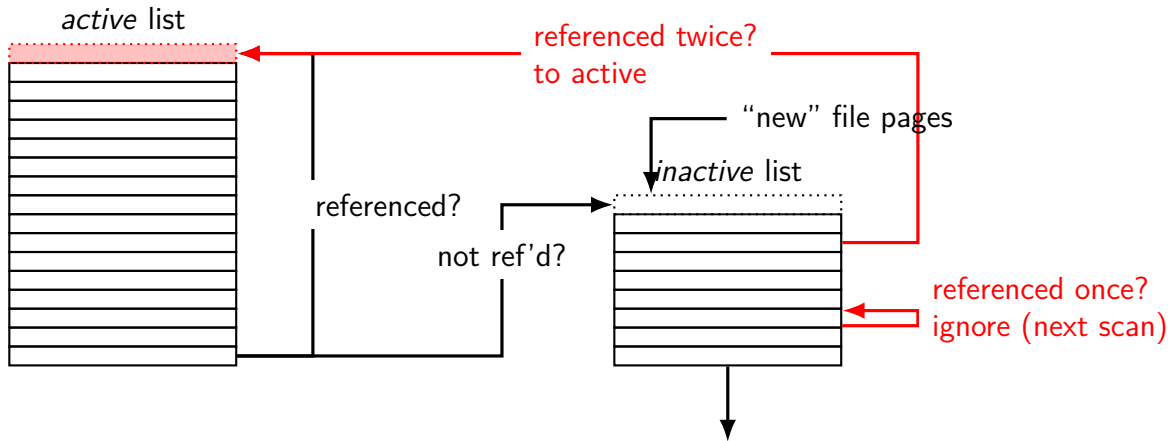 active list
referenced twice?
to active
“new” file pages
inactive list
referenced?
not ref’d?
referenced once?
ignore (next scan)